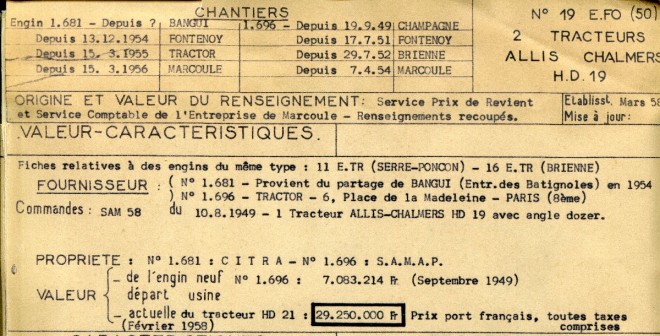 CHANTIERS
Engin 1.681 - Depuis ? BANGUI 1.696 - Depuis 19.9.49 CHAMPAGNE
Depuis 13.12.1954 FONTENOY Depuis 17.7.51 FONTENOY
Depuis 15. 3.1955 TRACTOR Depuis 29.7.52 BRIENNE
Depuis 15. 3.1956 MARCOULE Depuis 7.4.54 MARCOULE
N° 19 E.FO (50)
2 TRACTEURS
ALLIS CHALMERS
H.D. 19
ORIGINE ET VALEUR DU RENSEIGNEMENT: Service Prix de Revient
et Service Comptable de l'Entreprise de Marcoule - Renseignements recoupés.
Etablisst. Mars 58
Mise à jour:
VALEUR-CARACTERISTIQUES.
Fiches relatives à des engins du même type : 11 E.TR (SERRE-PONCON) - 16 E.TR (BRIENNE)
FOURNISSEUR : ( N° 1.681 - Provient du partage de BANGUI (Entr.des Batignoles) en 1954
) N° 1.696 - TRACTOR - 6, Place de la Madeleine - PARIS (8ème)
Commandes: SAM 58 du 10.8.1949 - 1 Tracteur ALLIS-CHALMERS HD 19 avec angle dozer.
PROPRIETE : N° 1.681 : CITRA - N° 1.696 : S.A.M.A.P.
VALEUR ( - de l'engin neuf N° 1.696 : 7.083.214 Fr (Septembre 1949)
départ usine
- actuelle du tracteur HD 21 : 29.250.000 Fr Prix port français, toutes taxes
(Février 1958) comprises